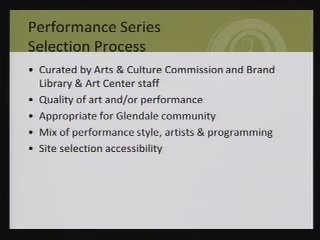 Performance Series
Selection Process
• Curated by Arts & Culture Commission and Brand
Library & Art Center staff
• Quality of art and/or performance
• Appropriate for Glendale community
• Mix of performance style, artists & programming
• Site selection accessibility